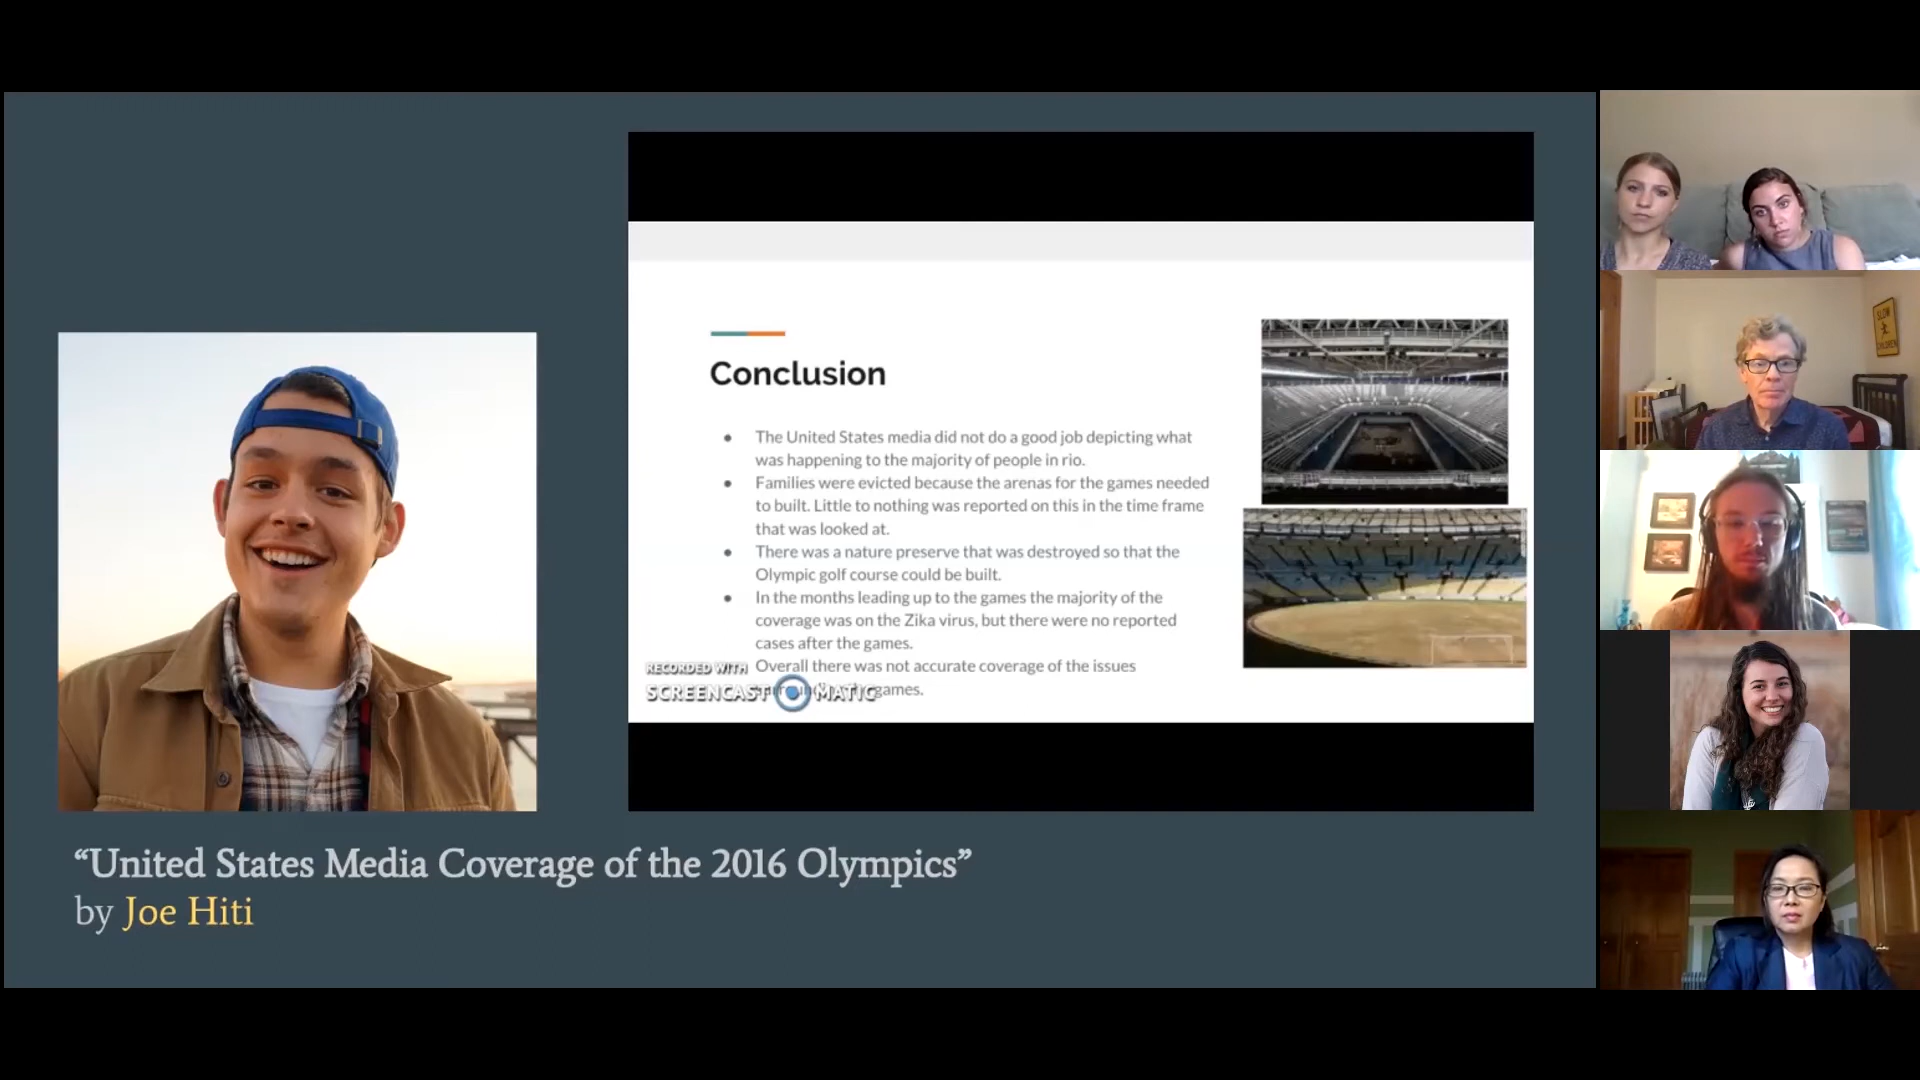 Conclusion
The United States media did not do a good job depicting what
was happening to the majority of people in rio.
Families were evicted because the arenas for the games needed
to built. Little to nothing was reported on this in the time frame
that was looked at.
There was a nature preserve that was destroyed so that the
Olympic golf course could be built.
In the months leading up to the games the majority of the
coverage was on the Zika virus, but there were no reported
cases after the games.
Overall there was not accurate coverage of the issues
games.
RECORDED WITH
SCREENCAST MATIC
“United States Media Coverage of the 2016 Olympics”
by Joe Hiti
SLOW
CHILDREN